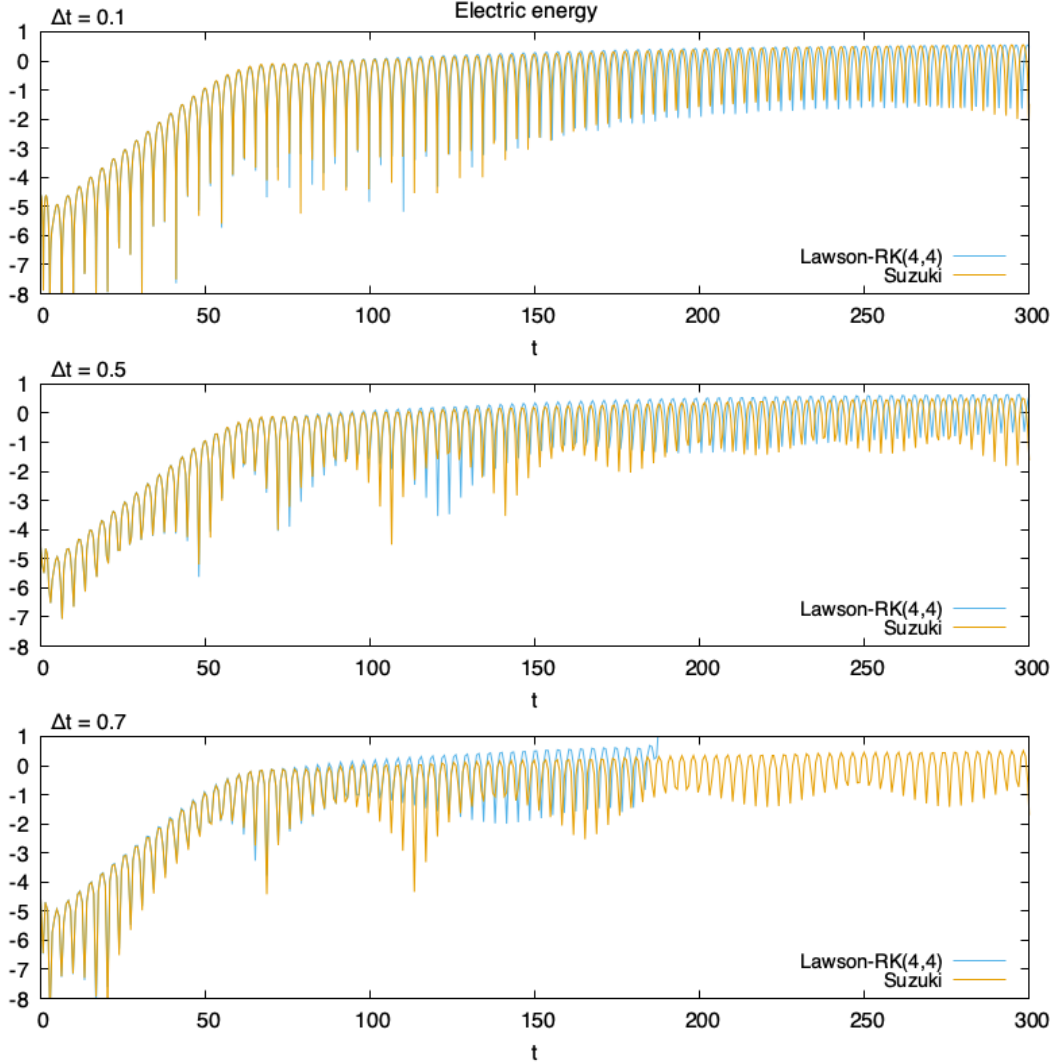 Electric energy
Δt = 0.1
1
0
-1
-2
-3
-4
-5
-6
-7
-8
Lawson-RK(4,4)
Suzuki
0 50 100 150 200 250 300
t
Δt = 0.5
1
0
-1
-2
-3
-4
-5
-6
-7
-8
Lawson-RK(4,4)
Suzuki
0 50 100 150 200 250 300
t
Δt = 0.7
1
0
-1
-2
-3
-4
-5
-6
-7
-8
Lawson-RK(4,4)
Suzuki
0 50 100 150 200 250 300
t